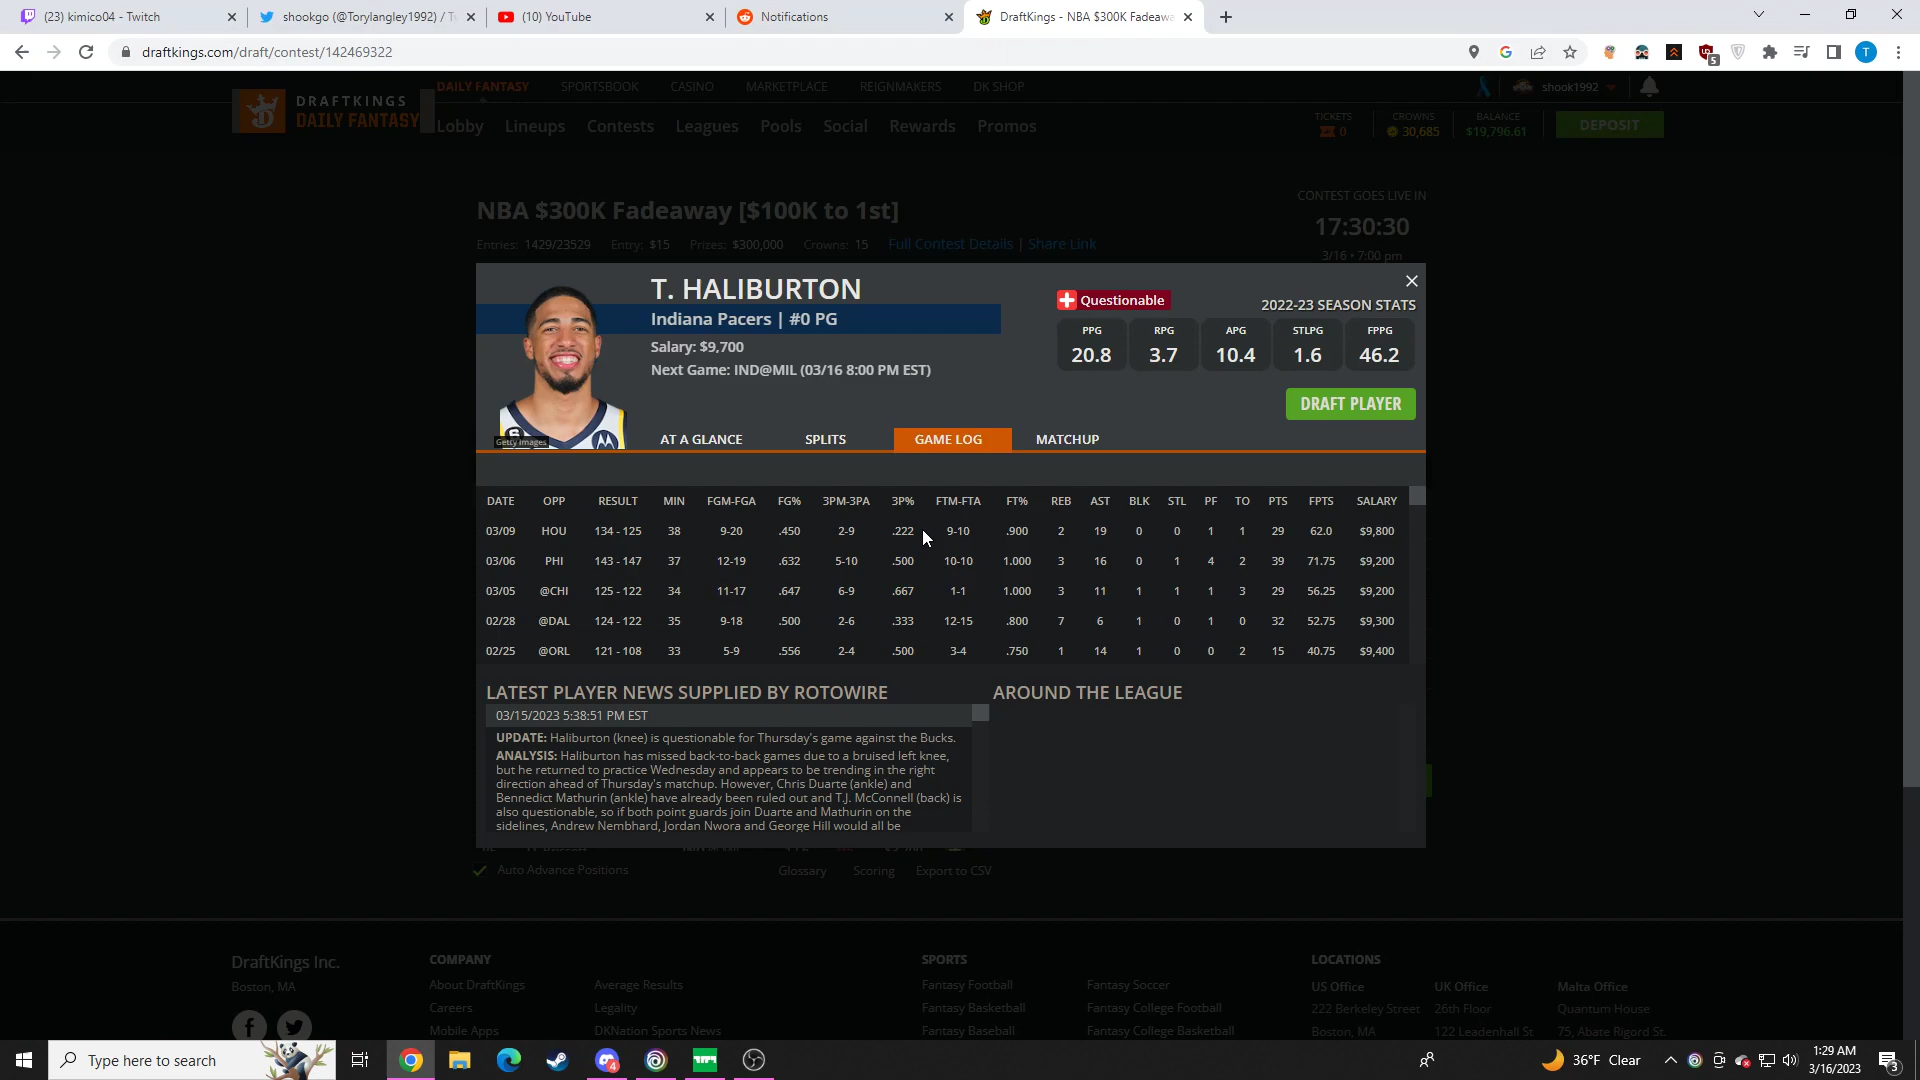 (23) kimico04 - Twitch
shookgo (@Torylangley1992) / Tw
(10) YouTube
Notifications
DraftKings - NBA $300K Fadeawa
draftkings.com/draft/contest/142469322
5
T
DRAFTKINGS
DAILY FANTASY
DAILY FANTASY SPORTSBOOK CASINO MARKETPLACE REIGNMAKERS DK SHOP
shook1992
Lobby Lineups Contests Leagues Pools Social Rewards Promos
TICKETS
0
CROWNS
30,685
BALANCE
$19,796.61
DEPOSIT
NBA $300K Fadeaway [$100K to 1st]
Entries: 1429/23529 Entry: $15 Prizes: $300,000 Crowns: 15 Full Contest Details | Share Link
CONTEST GOES LIVE IN
17:30:30
3/16 • 7:00 pm
T. HALIBURTON
Indiana Pacers | #0 PG
Salary: $9,700
Next Game: IND@MIL (03/16 8:00 PM EST)
Getty Images
Questionable
2022-23 SEASON STATS
PPG RPG APG STLPG FPPG
20.8 3.7 10.4 1.6 46.2
DRAFT PLAYER
AT A GLANCE SPLITS GAME LOG MATCHUP
DATE OPP RESULT MIN FGM-FGA FG% 3PM-3PA 3P% FTM-FTA FT% REB AST BLK STL PF TO PTS FPTS SALARY
03/09 HOU 134 - 125 38 9-20 .450 2-9 .222 9-10 .900 2 19 0 0 1 1 29 62.0 $9,800
03/06 PHI 143 - 147 37 12-19 .632 5-10 .500 10-10 1.000 3 16 0 1 4 2 39 71.75 $9,200
03/05 @CHI 125 - 122 34 11-17 .647 6-9 .667 1-1 1.000 3 11 1 1 1 3 29 56.25 $9,200
02/28 @DAL 124 - 122 35 9-18 .500 2-6 .333 12-15 .800 7 6 1 0 1 0 32 52.75 $9,300
02/25 @ORL 121 - 108 33 5-9 .556 2-4 .500 3-4 .750 1 14 1 0 0 2 15 40.75 $9,400
LATEST PLAYER NEWS SUPPLIED BY ROTOWIRE
AROUND THE LEAGUE
03/15/2023 5:38:51 PM EST
UPDATE: Haliburton (knee) is questionable for Thursday's game against the Bucks.
ANALYSIS: Haliburton has missed back-to-back games due to a bruised left knee,
but he returned to practice Wednesday and appears to be trending in the right
direction ahead of Thursday's matchup. However, Chris Duarte (ankle) and
Bennedict Mathurin (ankle) have already been ruled out and T.J. McConnell (back) is
also questionable, so if both point guards join Duarte and Mathurin on the
sidelines, Andrew Nembhard, Jordan Nwora and George Hill would all be
Auto Advance Positions
Glossary Scoring Export to CSV
DraftKings Inc.
Boston, MA
COMPANY
About DraftKings
Careers
Mobile Apps
Average Results
Legality
DKNation Sports News
SPORTS
Fantasy Football
Fantasy Basketball
Fantasy Baseball
Fantasy Soccer
Fantasy College Football
Fantasy College Basketball
LOCATIONS
US Office
222 Berkeley Street
Boston, MA
UK Office
26th Floor
122 Leadenhall St
Malta Office
Quantum House
75, Abate Rigord St.
Type here to search
4
36°F Clear
1:29 AM
3/16/2023
3